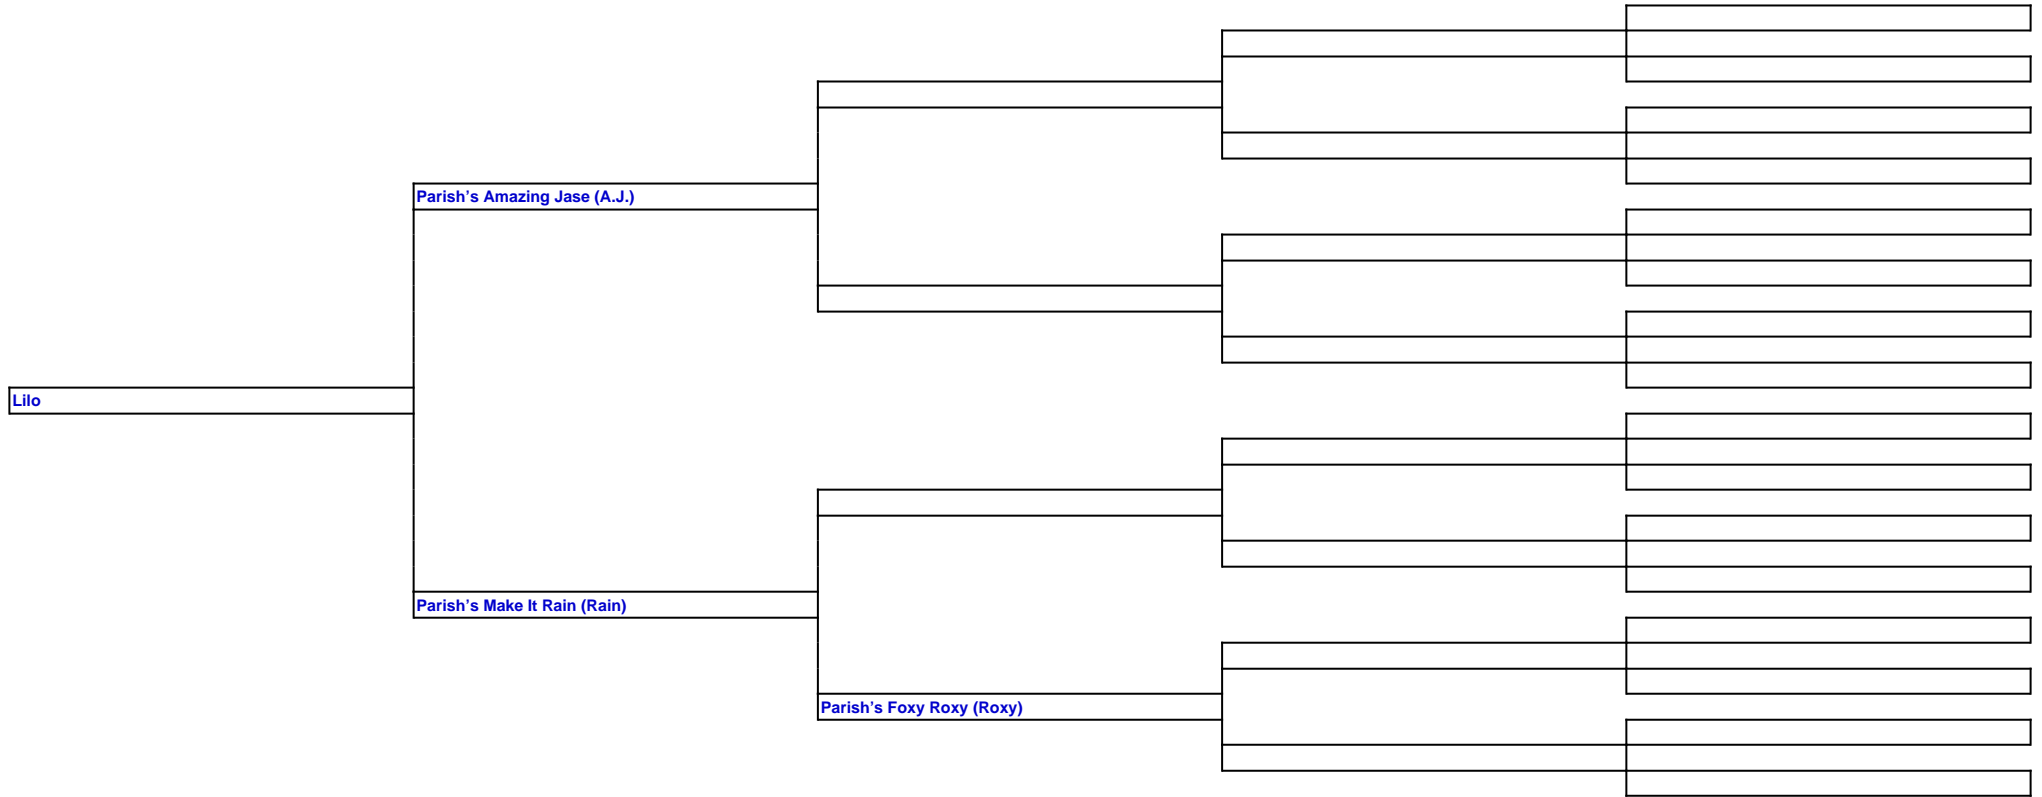 Parish’s Amazing Jase (A.J.)
Lilo
Parish’s Make It Rain (Rain)
Parish’s Foxy Roxy (Roxy)